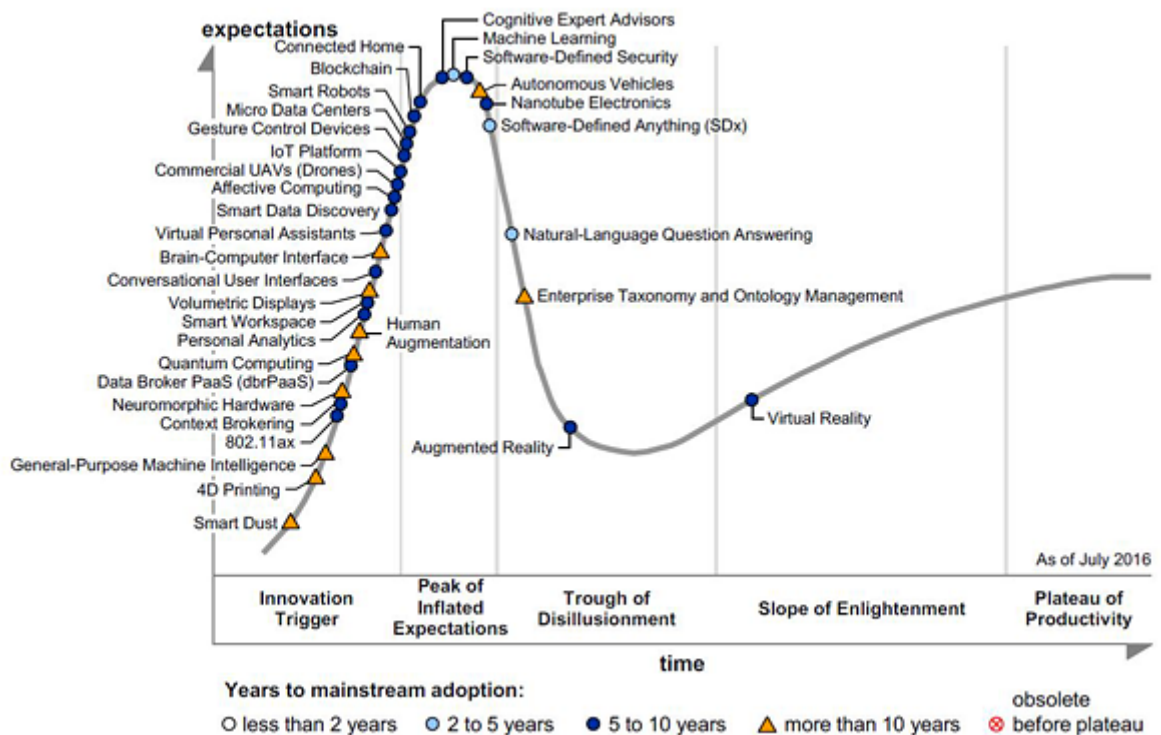 expectations
Cognitive Expert Advisors
Machine Learning
Connected Home
Software-Defined Security
Blockchain
Autonomous Vehicles
Smart Robots
Nanotube Electronics
Micro Data Centers
Gesture Control Devices
Software-Defined Anything (SDx)
IoT Platform
Commercial UAVs (Drones)
Affective Computing
Smart Data Discovery
Virtual Personal Assistants
Natural-Language Question Answering
Brain-Computer Interface
Conversational User Interfaces
Volumetric Displays
Enterprise Taxonomy and Ontology Management
Smart Workspace
Human
Augmentation
Personal Analytics
Quantum Computing
Data Broker PaaS (dbrPaaS)
Neuromorphic Hardware
Context Brokering
Virtual Reality
802.11ax
Augmented Reality
General-Purpose Machine Intelligence
4D Printing
Smart Dust
As of July 2016
Innovation
Trigger
Peak of
Inflated
Expectations
Trough of
Disillusionment
Slope of Enlightenment
Plateau of
Productivity
time
Years to mainstream adoption:
less than 2 years
2 to 5 years
5 to 10 years
more than 10 years
obsolete
before plateau